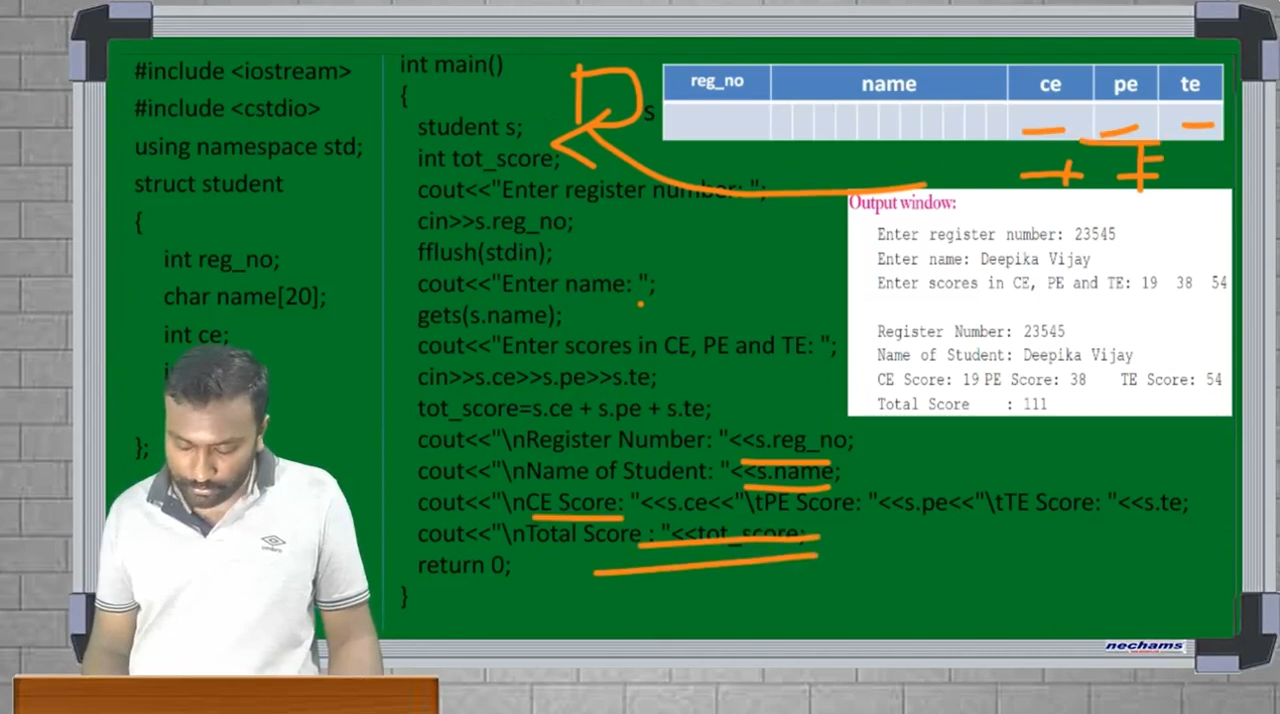 #include <iostream>
#include <cstdio>
using namespace std;
struct student
{
int reg_no;
char name[20];
int ce;
};
int main()
{
student s;
int tot_score;
cout<<"Enter register number: ";
cin>>s.reg_no;
fflush(stdin);
cout<<"Enter name: ";
gets(s.name);
cout<<"Enter scores in CE, PE and TE: ";
cin>>s.ce>>s.pe>>s.te;
tot_score=s.ce + s.pe + s.te;
cout<<"\nRegister Number: "<<s.reg_no;
cout<<"\nName of Student: "<<s.name;
cout<<"\nCE Score: "<<s.ce<<"\tPE Score: "<<s.pe<<"\tTE Score: "<<s.te;
cout<<"\nTotal Score : "<<tot_score;
return 0;
}
s
reg_no name ce pe te
Output window:
Enter register number: 23545
Enter name: Deepika Vijay
Enter scores in CE, PE and TE: 19 38 54
Register Number: 23545
Name of Student: Deepika Vijay
CE Score: 19 PE Score: 38 TE Score: 54
Total Score : 111
nechams